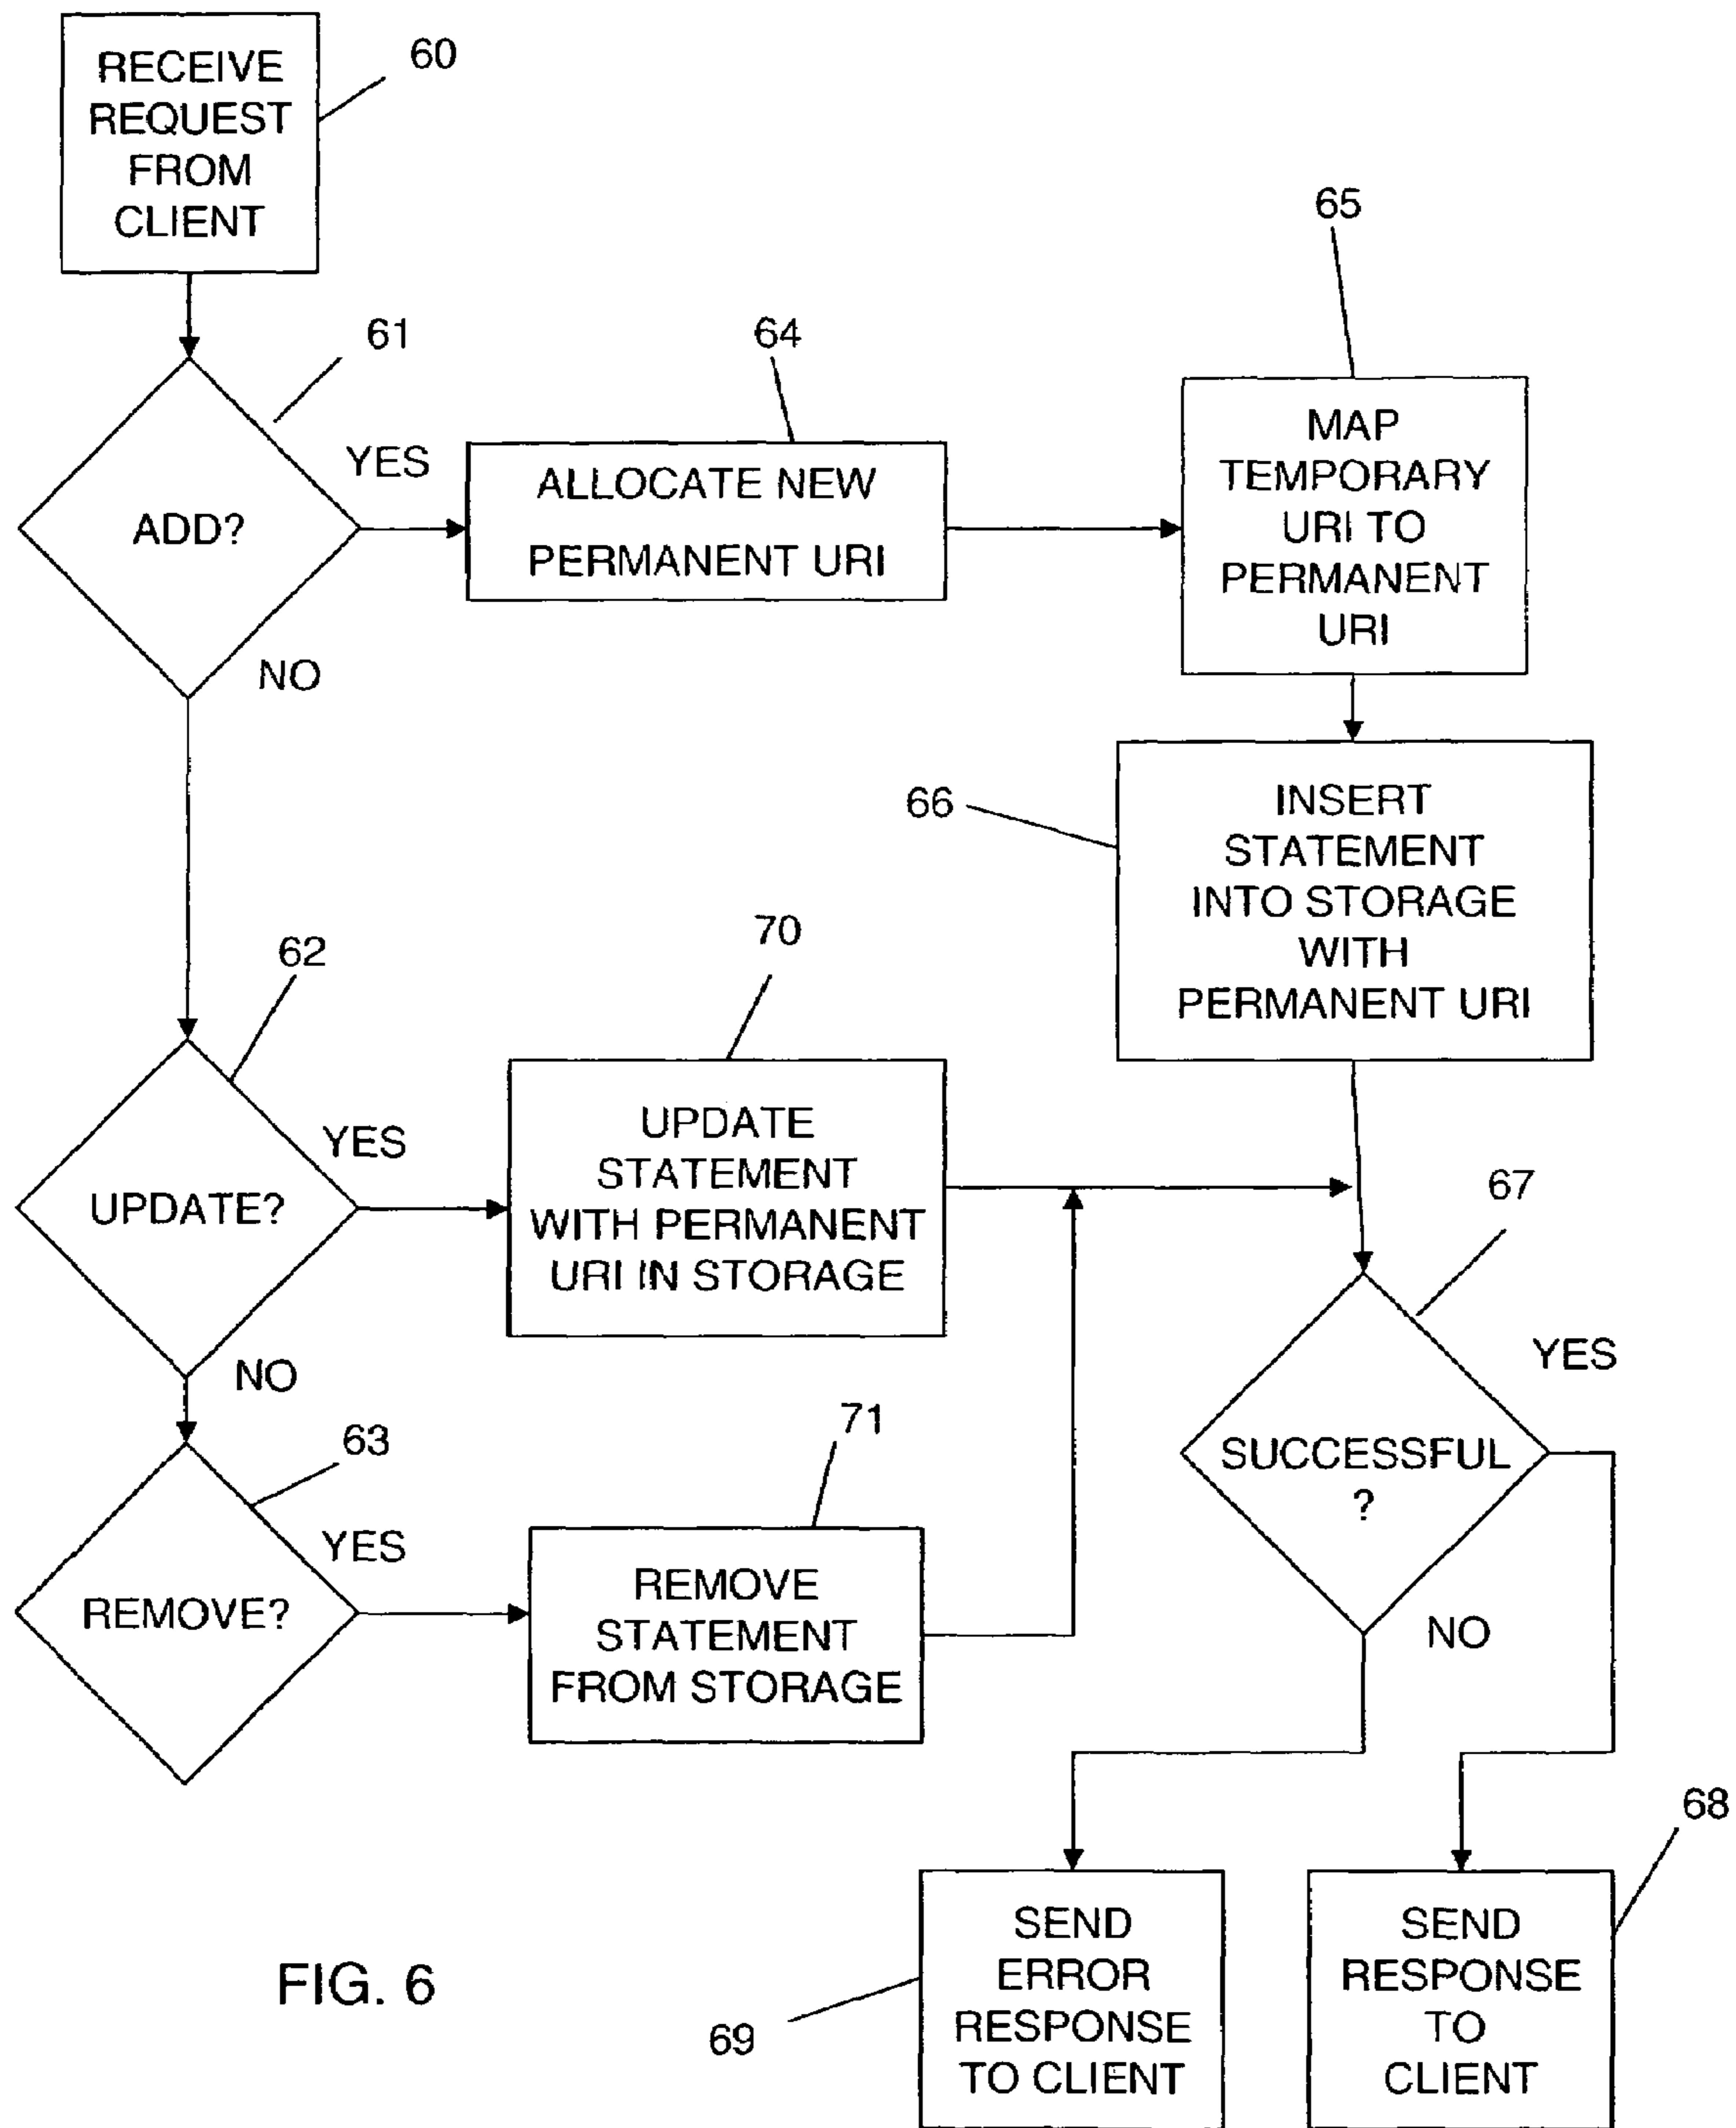 RECEIVE
REQUEST
FROM
CLIENT
60
61
ADD?
YES
NO
64
ALLOCATE NEW
PERMANENT URI
65
MAP
TEMPORARY
URI TO
PERMANENT
URI
66
INSERT
STATEMENT
INTO STORAGE
WITH
PERMANENT URI
62
UPDATE?
YES
NO
70
UPDATE
STATEMENT
WITH PERMANENT
URI IN STORAGE
67
SUCCESSFUL
?
YES
NO
63
REMOVE?
YES
71
REMOVE
STATEMENT
FROM STORAGE
69
SEND
ERROR
RESPONSE
TO CLIENT
68
SEND
RESPONSE
TO
CLIENT
FIG. 6